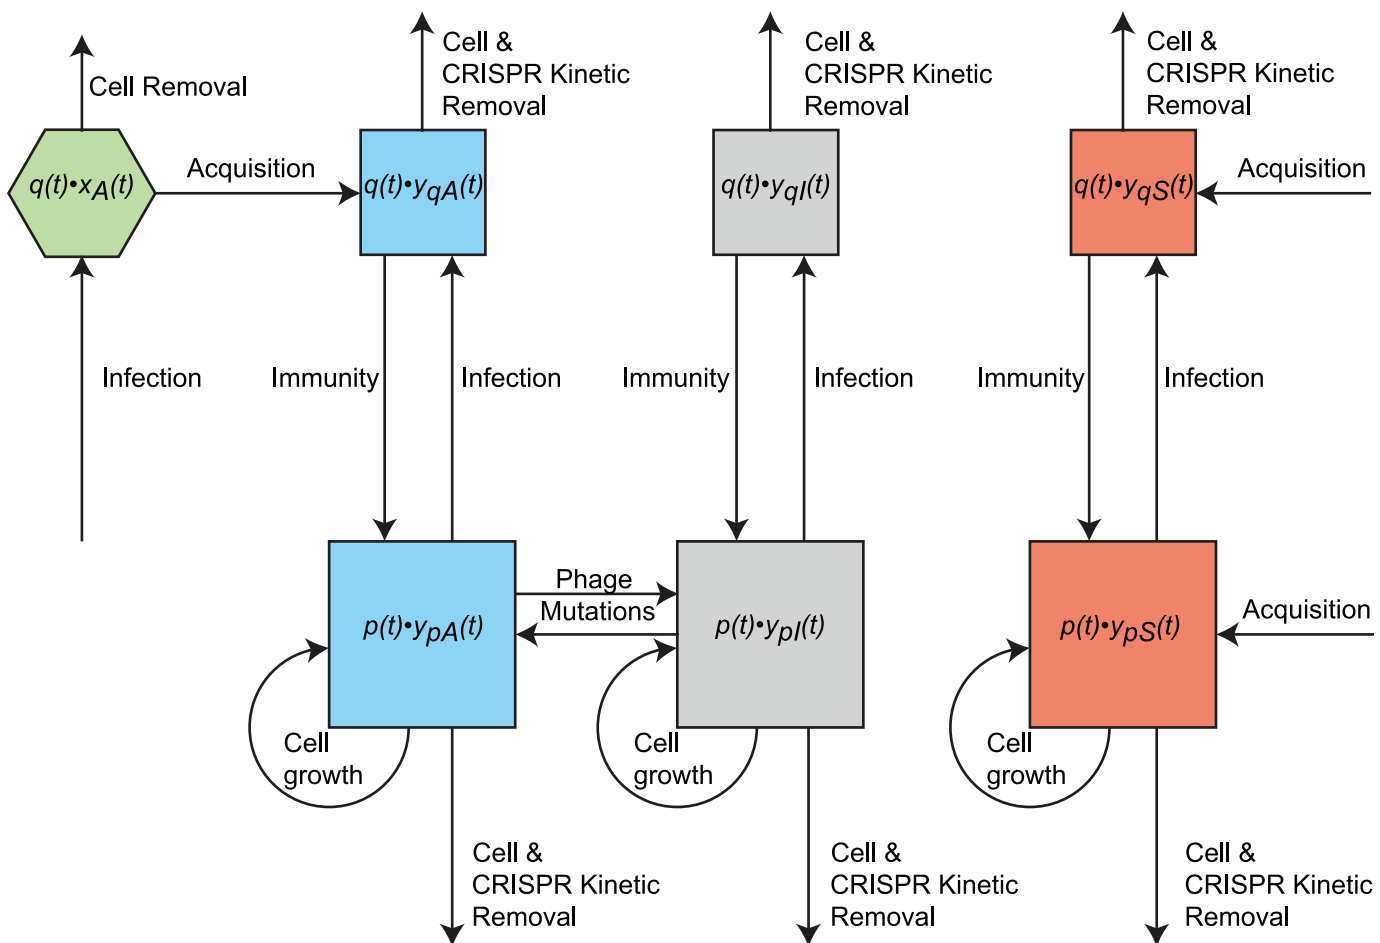 Cell Removal
Cell &
CRISPR Kinetic
Removal
Cell &
CRISPR Kinetic
Removal
Cell &
CRISPR Kinetic
Removal
q(t)•xA(t)
Acquisition
q(t)•yqA(t)
q(t)•yqI(t)
q(t)•yqS(t)
Acquisition
Infection
Immunity
Infection
Immunity
Infection
Immunity
Infection
p(t)•ypA(t)
Phage
Mutations
p(t)•ypI(t)
p(t)•ypS(t)
Acquisition
Cell
growth
Cell
growth
Cell
growth
Cell &
CRISPR Kinetic
Removal
Cell &
CRISPR Kinetic
Removal
Cell &
CRISPR Kinetic
Removal